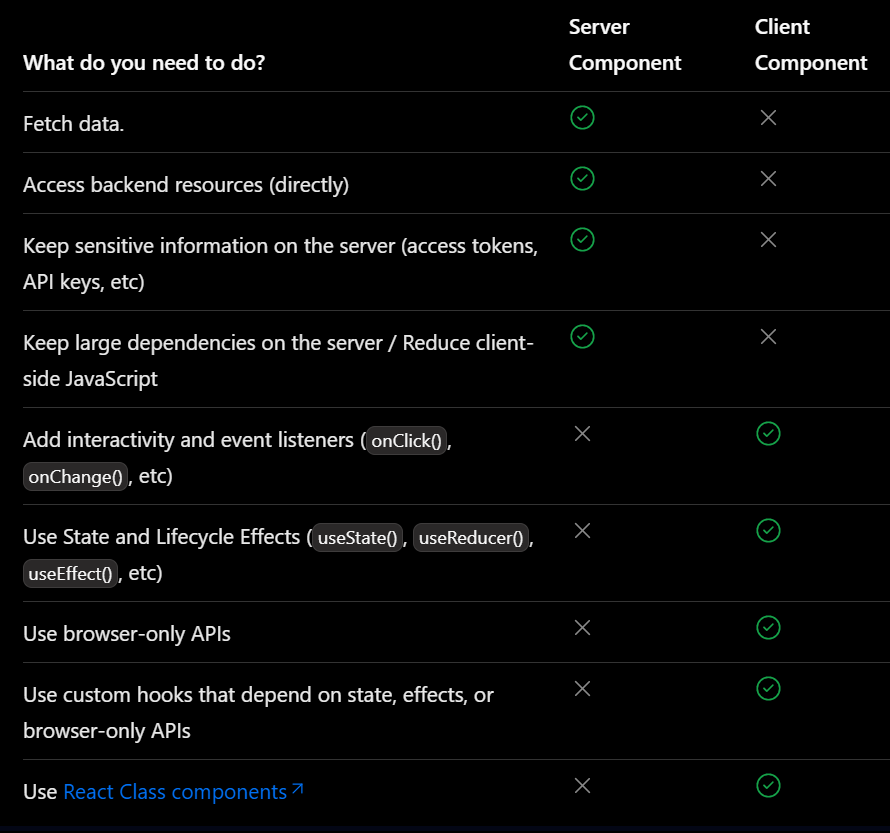 Server Component
Client Component
What do you need to do?
Fetch data.
Access backend resources (directly)
Keep sensitive information on the server (access tokens,
API keys, etc)
Keep large dependencies on the server / Reduce client-
side JavaScript
Add interactivity and event listeners (onClick(),
onChange(), etc)
Use State and Lifecycle Effects (useState(), useReducer(),
useEffect(), etc)
Use browser-only APIs
Use custom hooks that depend on state, effects, or
browser-only APIs
Use React Class components